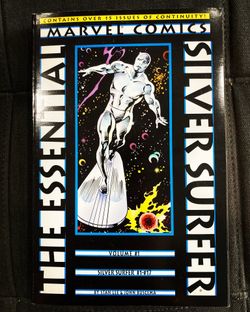 CONTAINS OVER 15 ISSUES OF CONTINUITY!
MARVEL COMICS
THE ESSENTIAL
SILVER SURFER
VOLUME #1
SILVER SURFER #1-#17
BY STAN LEE & JOHN BUSCEMA